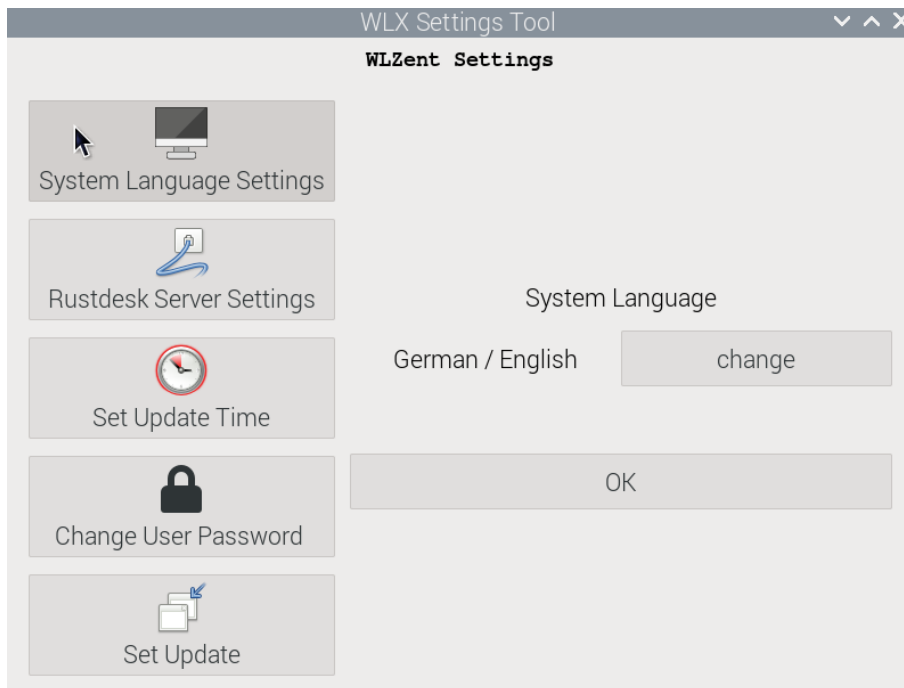 WLX Settings Tool
WLZent Settings
System Language Settings
Rustdesk Server Settings
Set Update Time
Change User Password
Set Update
System Language
German / English
change
OK